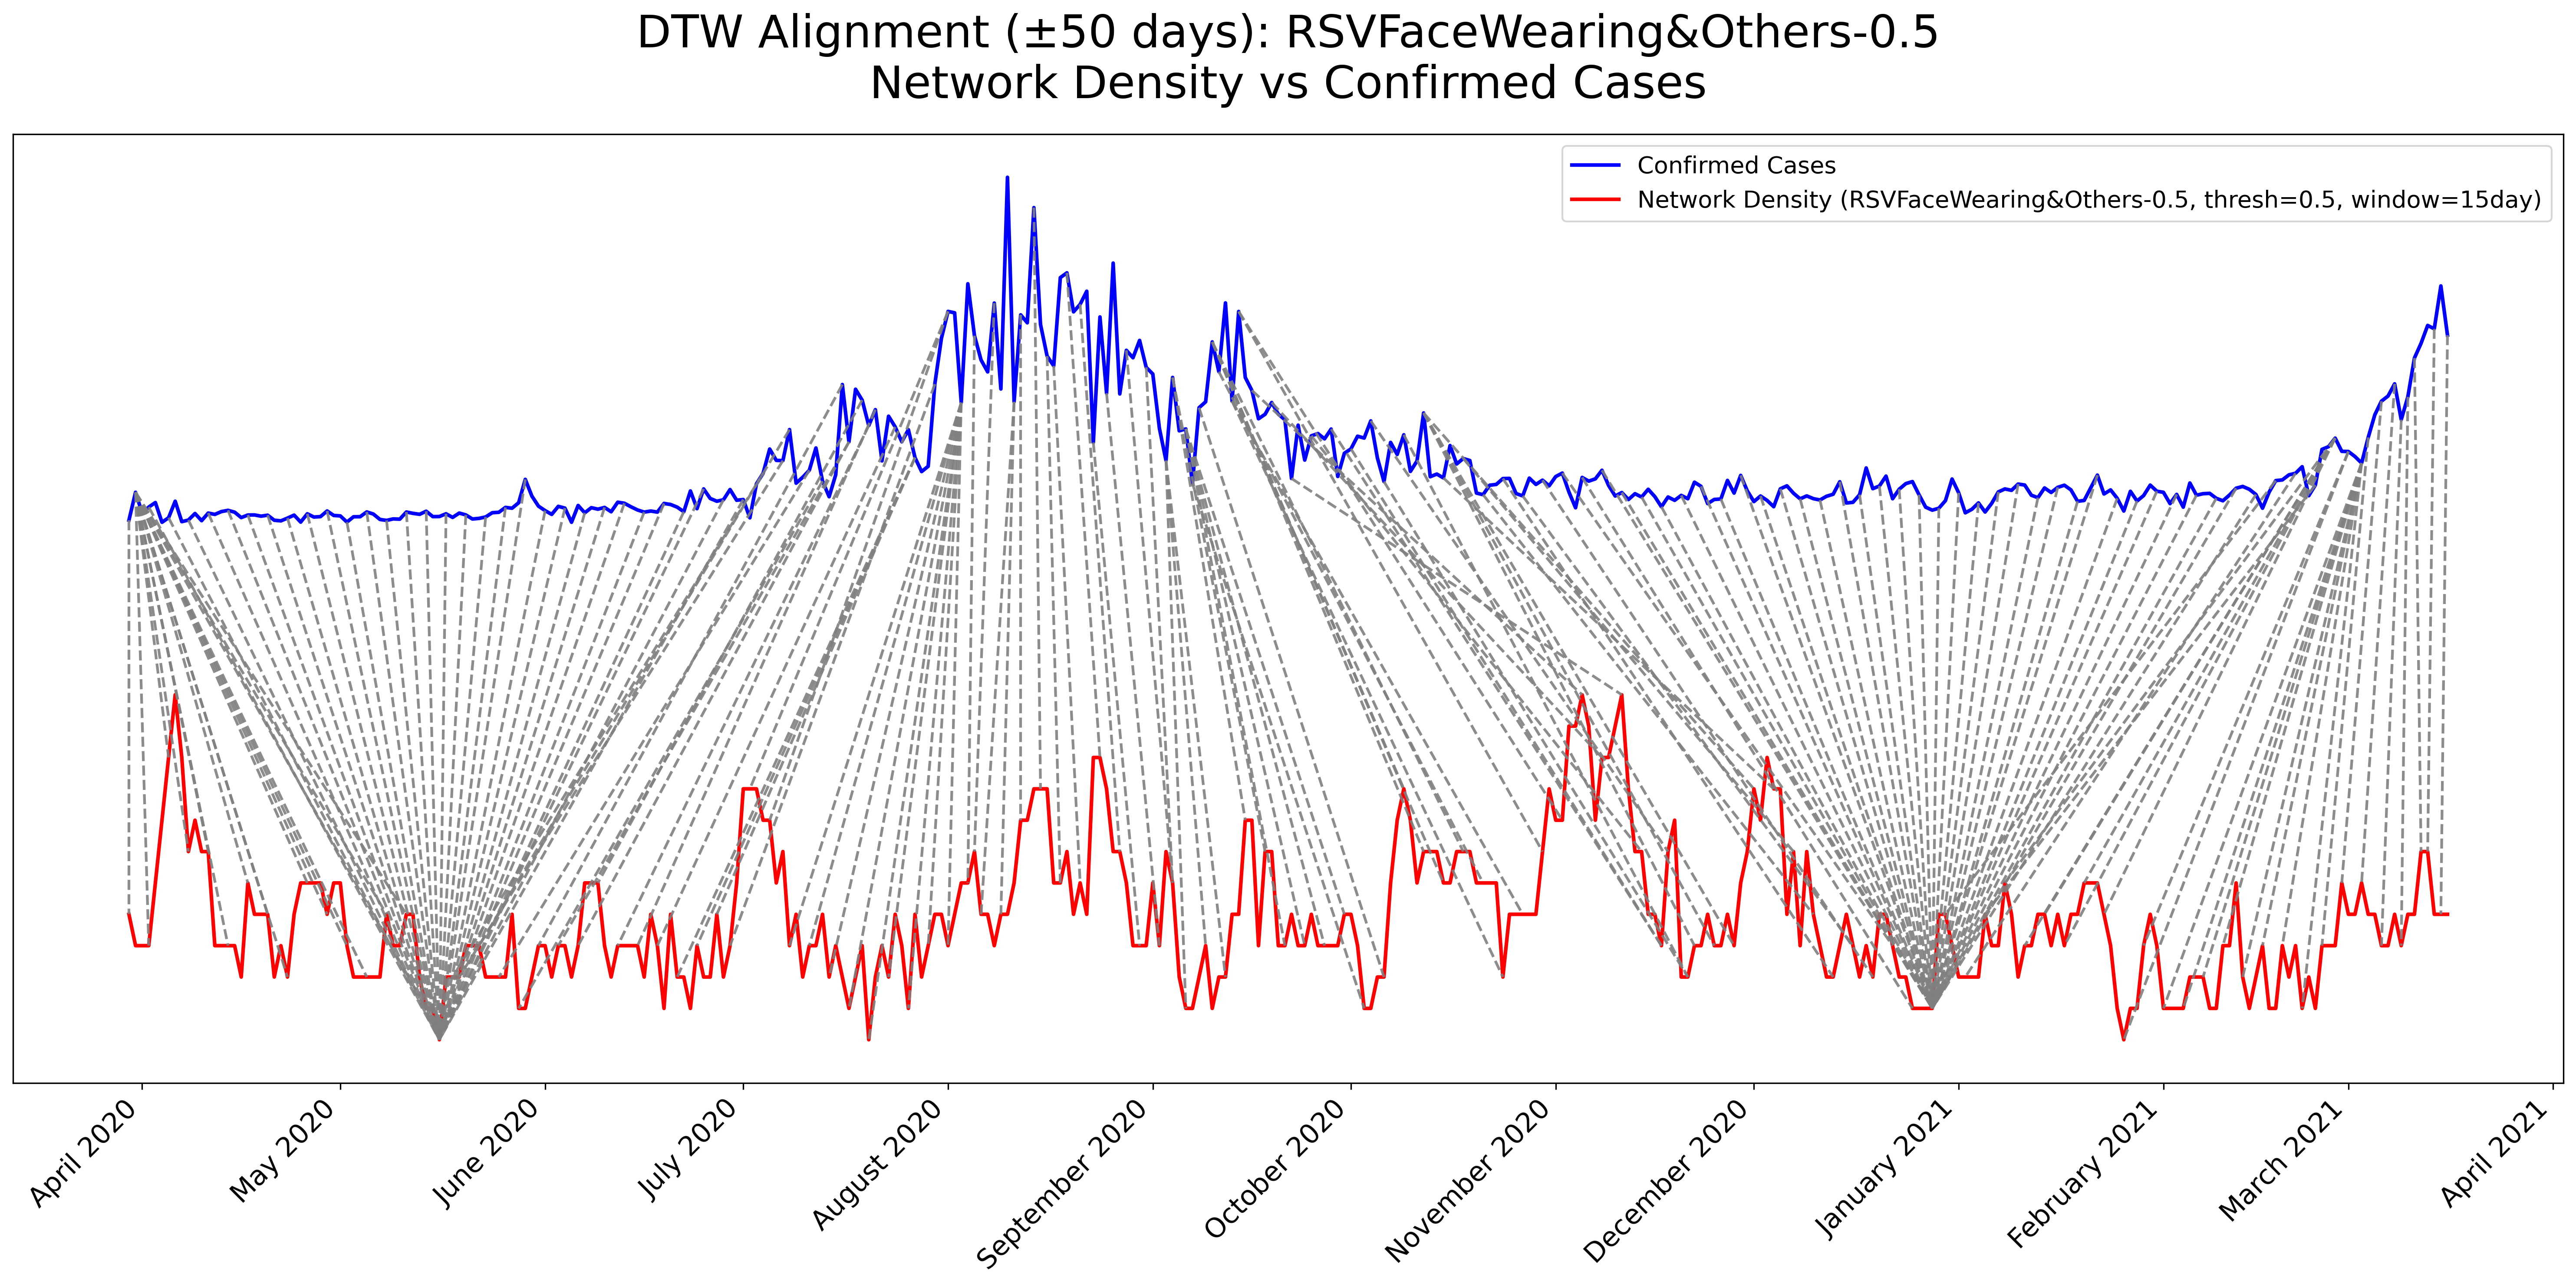 DTW Alignment (±50 days): RSVFaceWearing&Others-0.5
Network Density vs Confirmed Cases
Confirmed Cases
Network Density (RSVFaceWearing&Others-0.5, thresh=0.5, window=15day)
April 2020
May 2020
June 2020
July 2020
August 2020
September 2020
October 2020
November 2020
December 2020
January 2021
February 2021
March 2021
April 2021